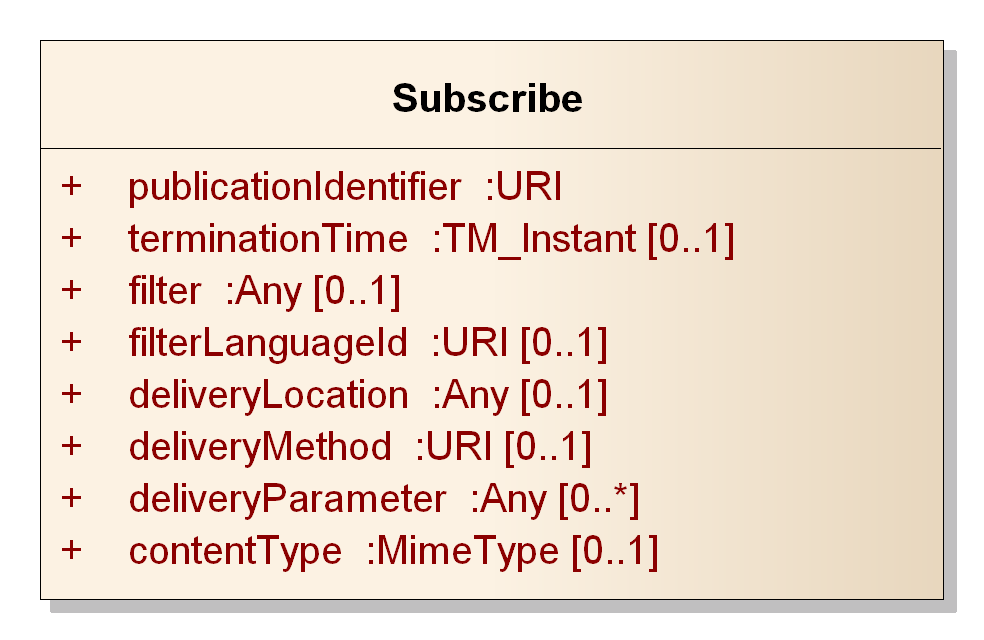 Subscribe
+ publicationIdentifier :URI
+ terminationTime :TM_Instant [0..1]
+ filter :Any [0..1]
+ filterLanguageId :URI [0..1]
+ deliveryLocation :Any [0..1]
+ deliveryMethod :URI [0..1]
+ deliveryParameter :Any [0..*]
+ contentType :MimeType [0..1]